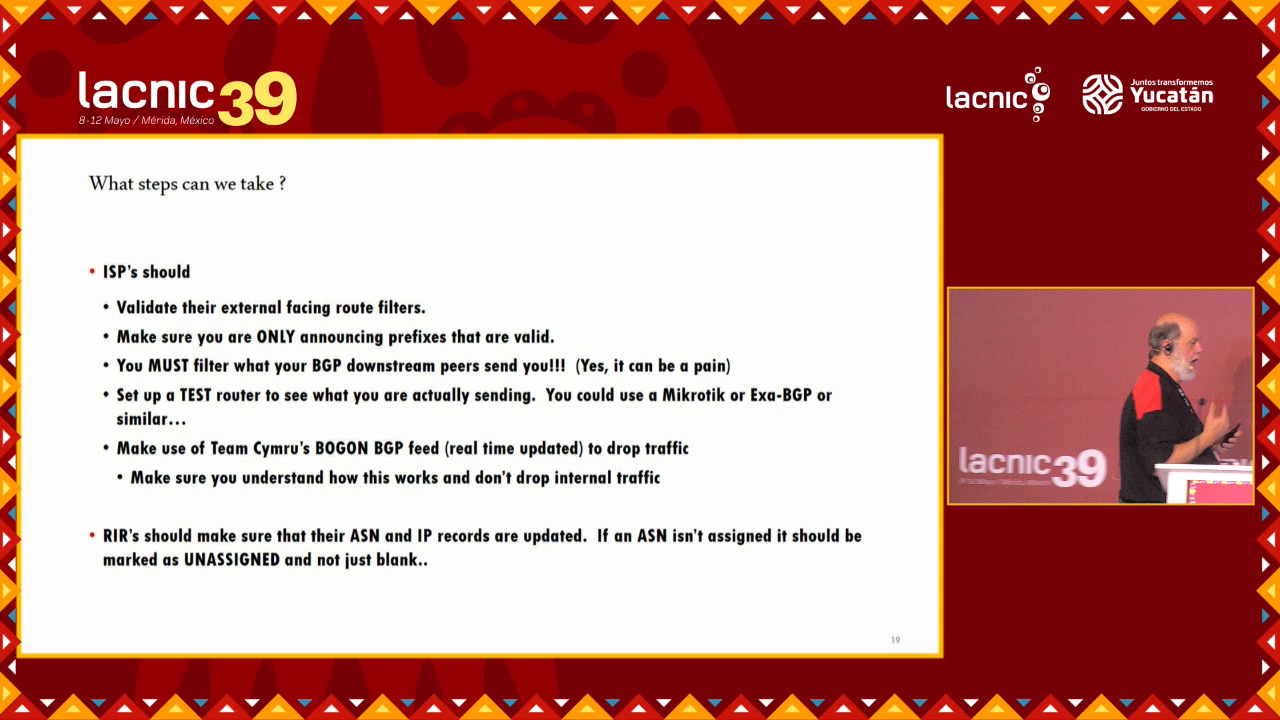 lacnic 39
8-12 Mayo / Mérida, México
lacnic
Juntos transformemos
Yucatán
GOBIERNO DEL ESTADO
What steps can we take ?
• ISP's should
• Validate their external facing route filters.
• Make sure you are ONLY announcing prefixes that are valid.
• You MUST filter what your BGP downstream peers send you!!!  (Yes, it can be a pain)
• Set up a TEST router to see what you are actually sending.  You could use a Mikrotik or Exa-BGP or
similar…
• Make use of Team Cymru's BOGON BGP feed (real time updated) to drop traffic
• Make sure you understand how this works and don't drop internal traffic
• RIR's should make sure that their ASN and IP records are updated.  If an ASN isn't assigned it should be
marked as UNASSIGNED and not just blank..
19
lacnic 39